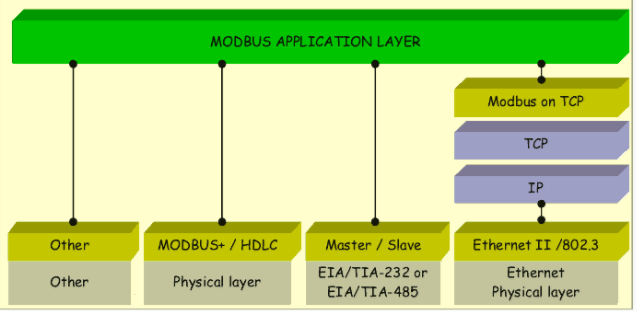 MODBUS APPLICATION LAYER
Modbus on TCP
TCP
IP
Other
MODBUS+ / HDLC
Master / Slave
Ethernet II /802.3
Other
Physical layer
EIA/TIA-232 or
EIA/TIA-485
Ethernet
Physical layer